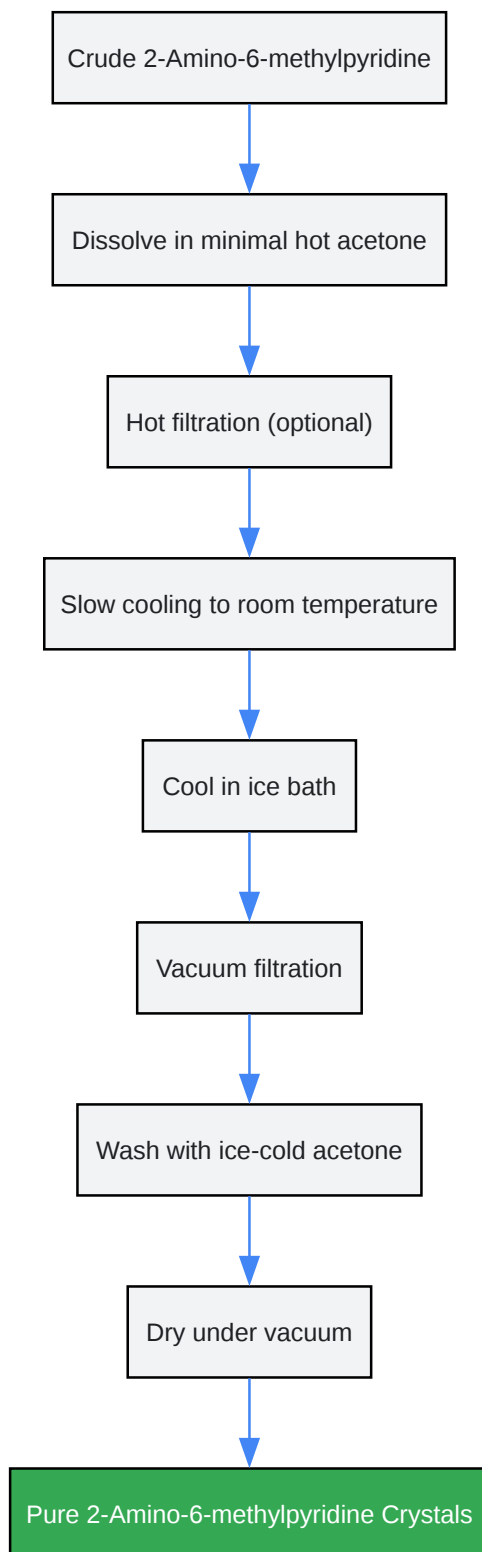 Crude 2-Amino-6-methylpyridine
Dissolve in minimal hot acetone
Hot filtration (optional)
Slow cooling to room temperature
Cool in ice bath
Vacuum filtration
Wash with ice-cold acetone
Dry under vacuum
Pure 2-Amino-6-methylpyridine Crystals